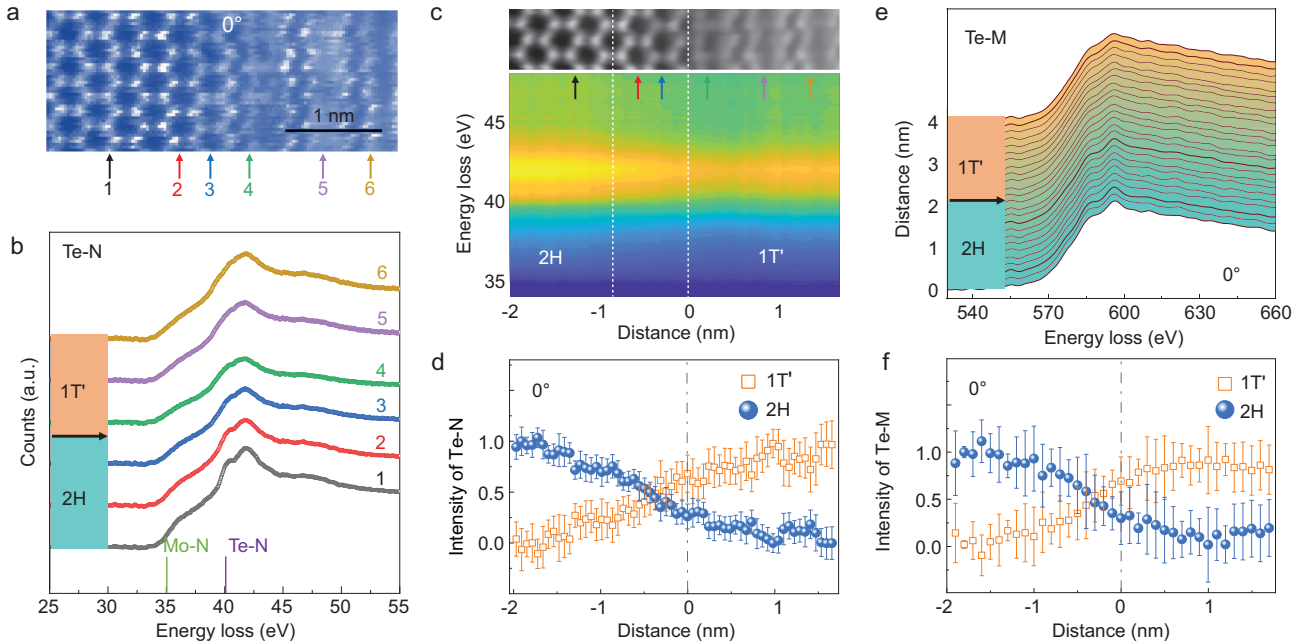 a
0°
1 nm
1 2 3 4 5 6
b
Te-N
Counts (a.u.)
1T'
2H
6
5
4
3
2
1
Mo-N Te-N
25 30 35 40 45 50 55
Energy loss (eV)
c
Energy loss (eV)
45
40
35
2H 1T'
-2 -1 0 1
Distance (nm)
d
0°
1T'
2H
Intensity of Te-N
1.0
0.5
0.0
-2 -1 0 1
Distance (nm)
e
Te-M
Distance (nm)
4
3
2
1
0
1T'
2H
0°
540 570 600 630 660
Energy loss (eV)
f
0°
1T'
2H
Intensity of Te-M
1.0
0.5
0.0
-2 -1 0 1
Distance (nm)